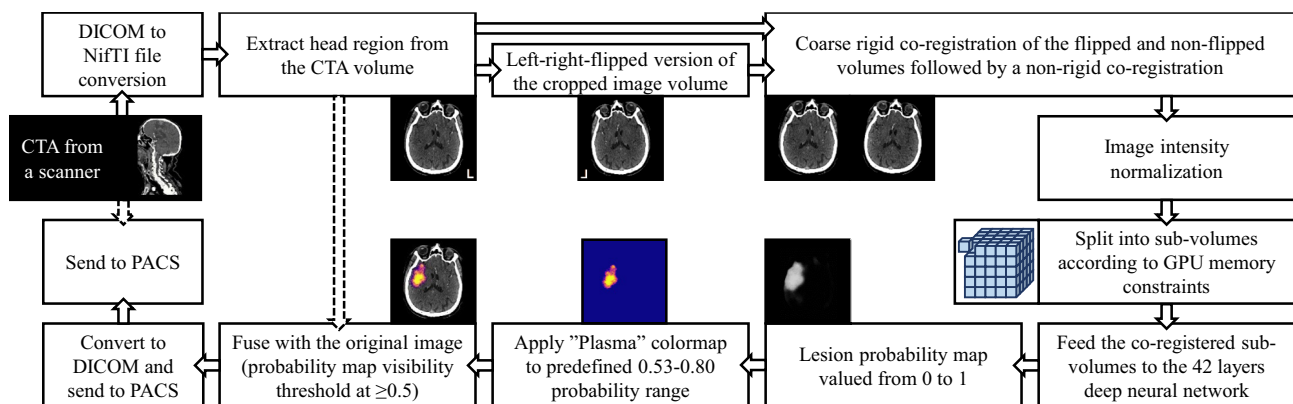 DICOM to
NifTI file
conversion
Extract head region from
the CTA volume
Left-right-flipped version of
the cropped image volume
Coarse rigid co-registration of the flipped and non-flipped
volumes followed by a non-rigid co-registration
CTA from
a scanner
L
L
Image intensity
normalization
Send to PACS
Split into sub-volumes
according to GPU memory
constraints
Convert to
DICOM and
send to PACS
Fuse with the original image
(probability map visibility
threshold at ≥0.5)
Apply ”Plasma” colormap
to predefined 0.53-0.80
probability range
Lesion probability map
valued from 0 to 1
Feed the co-registered sub-
volumes to the 42 layers
deep neural network